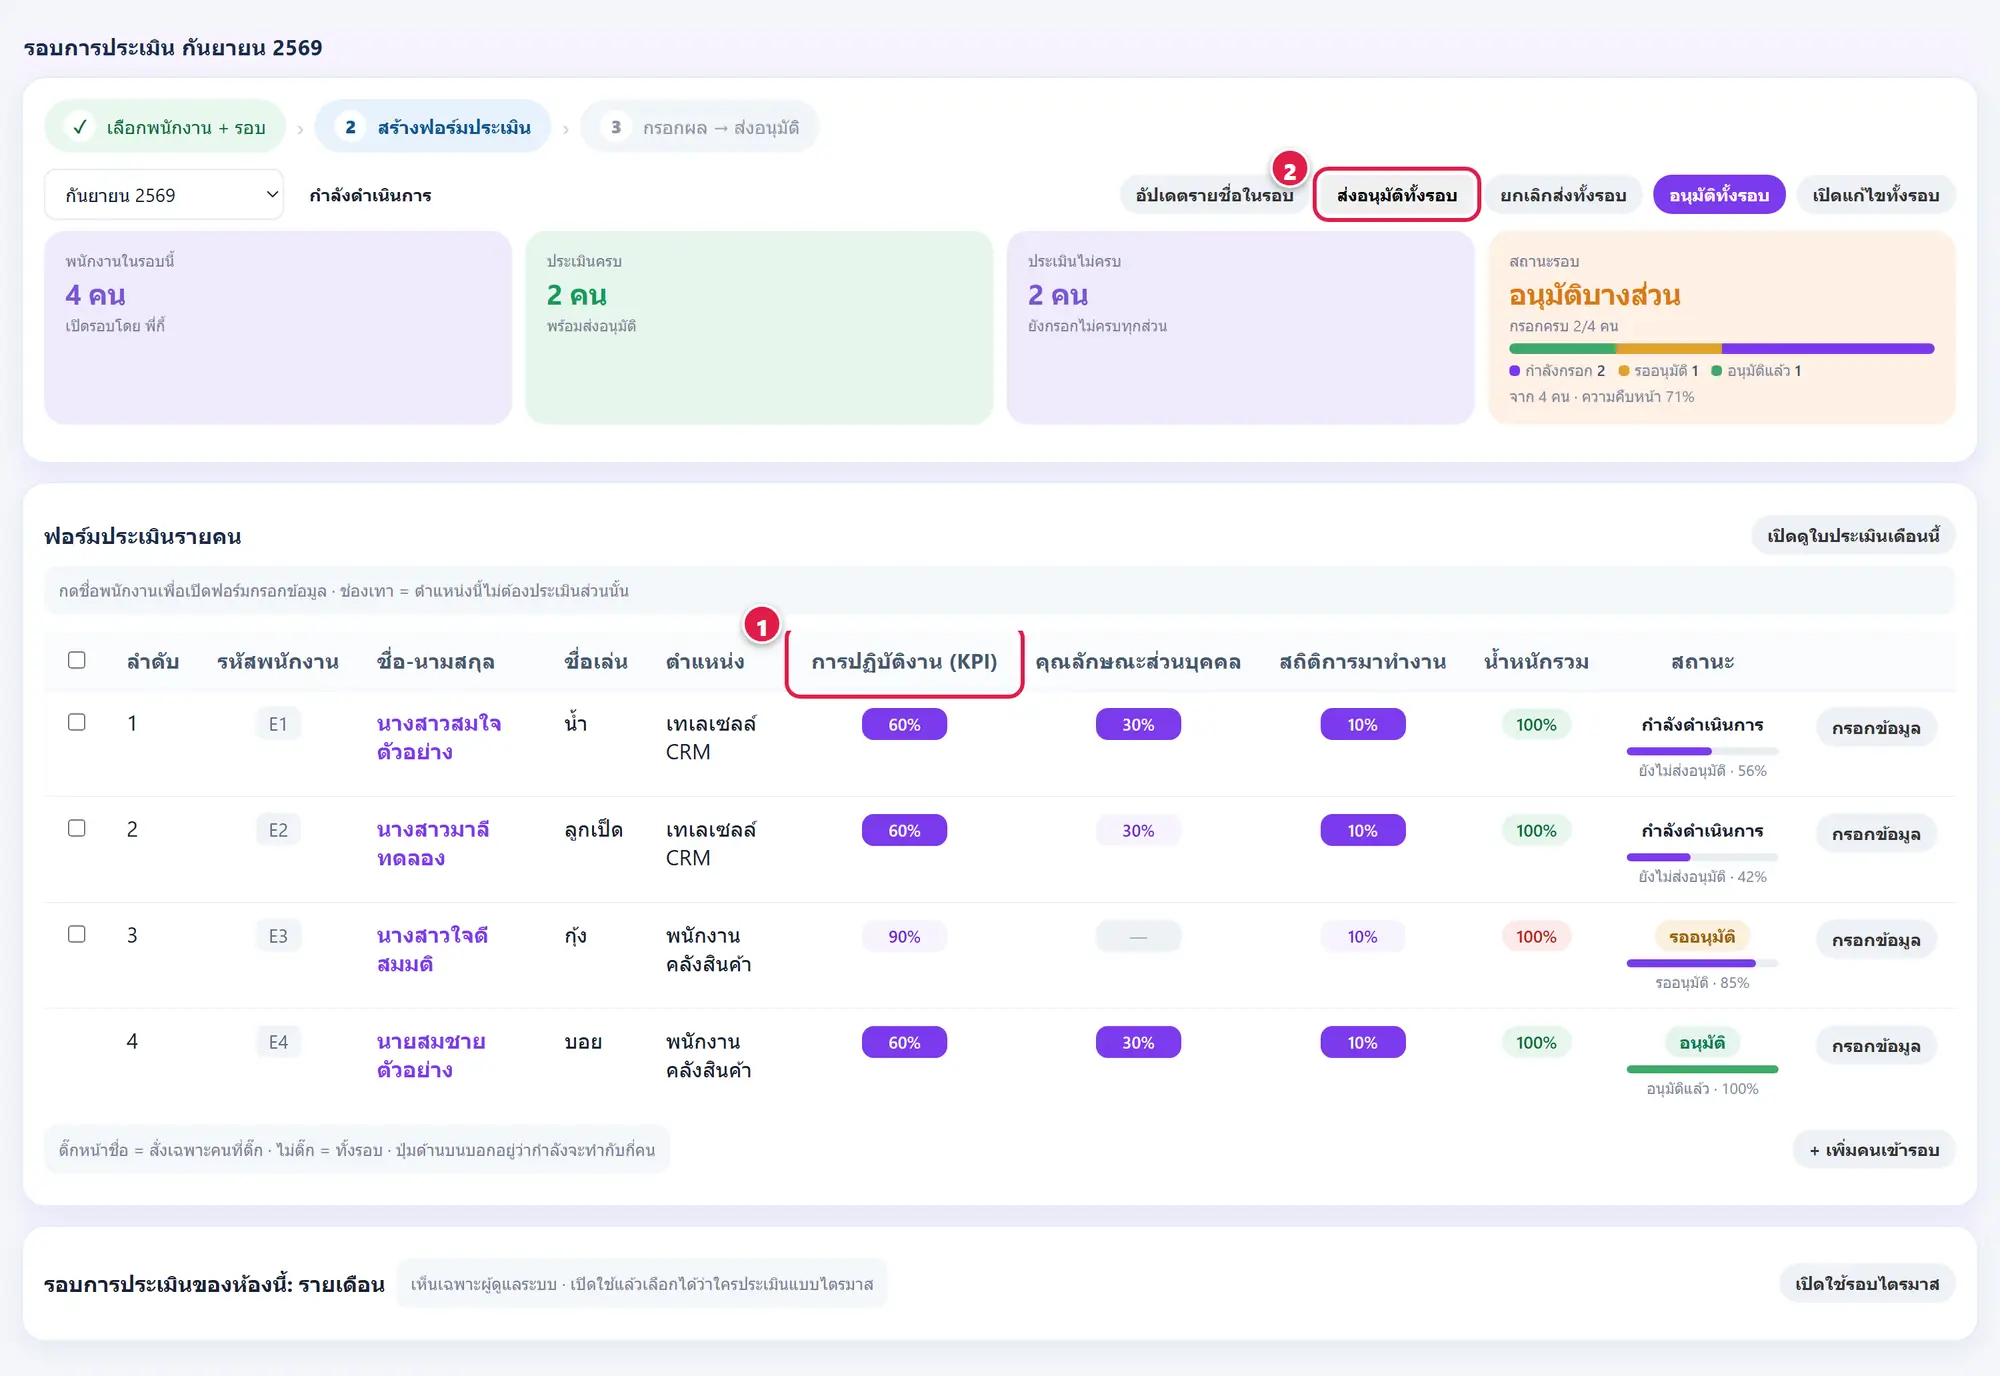 รอบการประเมิน กันยายน 2569
✓ เลือกพนักงาน + รอบ › 2 สร้างฟอร์มประเมิน › 3 กรอกผล → ส่งอนุมัติ
กันยายน 2569 กำลังดำเนินการ อัปเดตรายชื่อในรอบ 2 ส่งอนุมัติทั้งรอบ ยกเลิกส่งทั้งรอบ อนุมัติทั้งรอบ เปิดแก้ไขทั้งรอบ
พนักงานในรอบนี้
4 คน
เปิดรอบโดย พี่กี้
ประเมินครบ
2 คน
พร้อมส่งอนุมัติ
ประเมินไม่ครบ
2 คน
ยังกรอกไม่ครบทุกส่วน
สถานะรอบ
อนุมัติบางส่วน
กรอกครบ 2/4 คน
กำลังกรอก 2 รออนุมัติ 1 อนุมัติแล้ว 1
จาก 4 คน · ความคืบหน้า 71%
ฟอร์มประเมินรายคน
เปิดดูใบประเมินเดือนนี้
กดชื่อพนักงานเพื่อเปิดฟอร์มกรอกข้อมูล · ช่องเทา = ตำแหน่งนี้ไม่ต้องประเมินส่วนนั้น
1
ลำดับ รหัสพนักงาน ชื่อ-นามสกุล ชื่อเล่น ตำแหน่ง การปฏิบัติงาน (KPI) คุณลักษณะส่วนบุคคล สถิติการมาทำงาน น้ำหนักรวม สถานะ
1 E1 นางสาวสมใจ น้ำ เทเลเซลล์ 60% 30% 10% 100% กำลังดำเนินการ กรอกข้อมูล
ตัวอย่าง CRM ยังไม่ส่งอนุมัติ · 56%
2 E2 นางสาวมาลี ลูกเป็ด เทเลเซลล์ 60% 30% 10% 100% กำลังดำเนินการ กรอกข้อมูล
ทดลอง CRM ยังไม่ส่งอนุมัติ · 42%
3 E3 นางสาวใจดี กุ้ง พนักงาน 90% — 10% 100% รออนุมัติ กรอกข้อมูล
สมมติ คลังสินค้า รออนุมัติ · 85%
4 E4 นายสมชาย บอย พนักงาน 60% 30% 10% 100% อนุมัติ กรอกข้อมูล
ตัวอย่าง คลังสินค้า อนุมัติแล้ว · 100%
ติ๊กหน้าชื่อ = สั่งเฉพาะคนที่ติ๊ก · ไม่ติ๊ก = ทั้งรอบ · ปุ่มด้านบนบอกอยู่ว่ากำลังจะทำกับกี่คน
+ เพิ่มคนเข้ารอบ
รอบการประเมินของห้องนี้: รายเดือน เห็นเฉพาะผู้ดูแลระบบ · เปิดใช้แล้วเลือกได้ว่าใครประเมินแบบไตรมาส เปิดใช้รอบไตรมาส